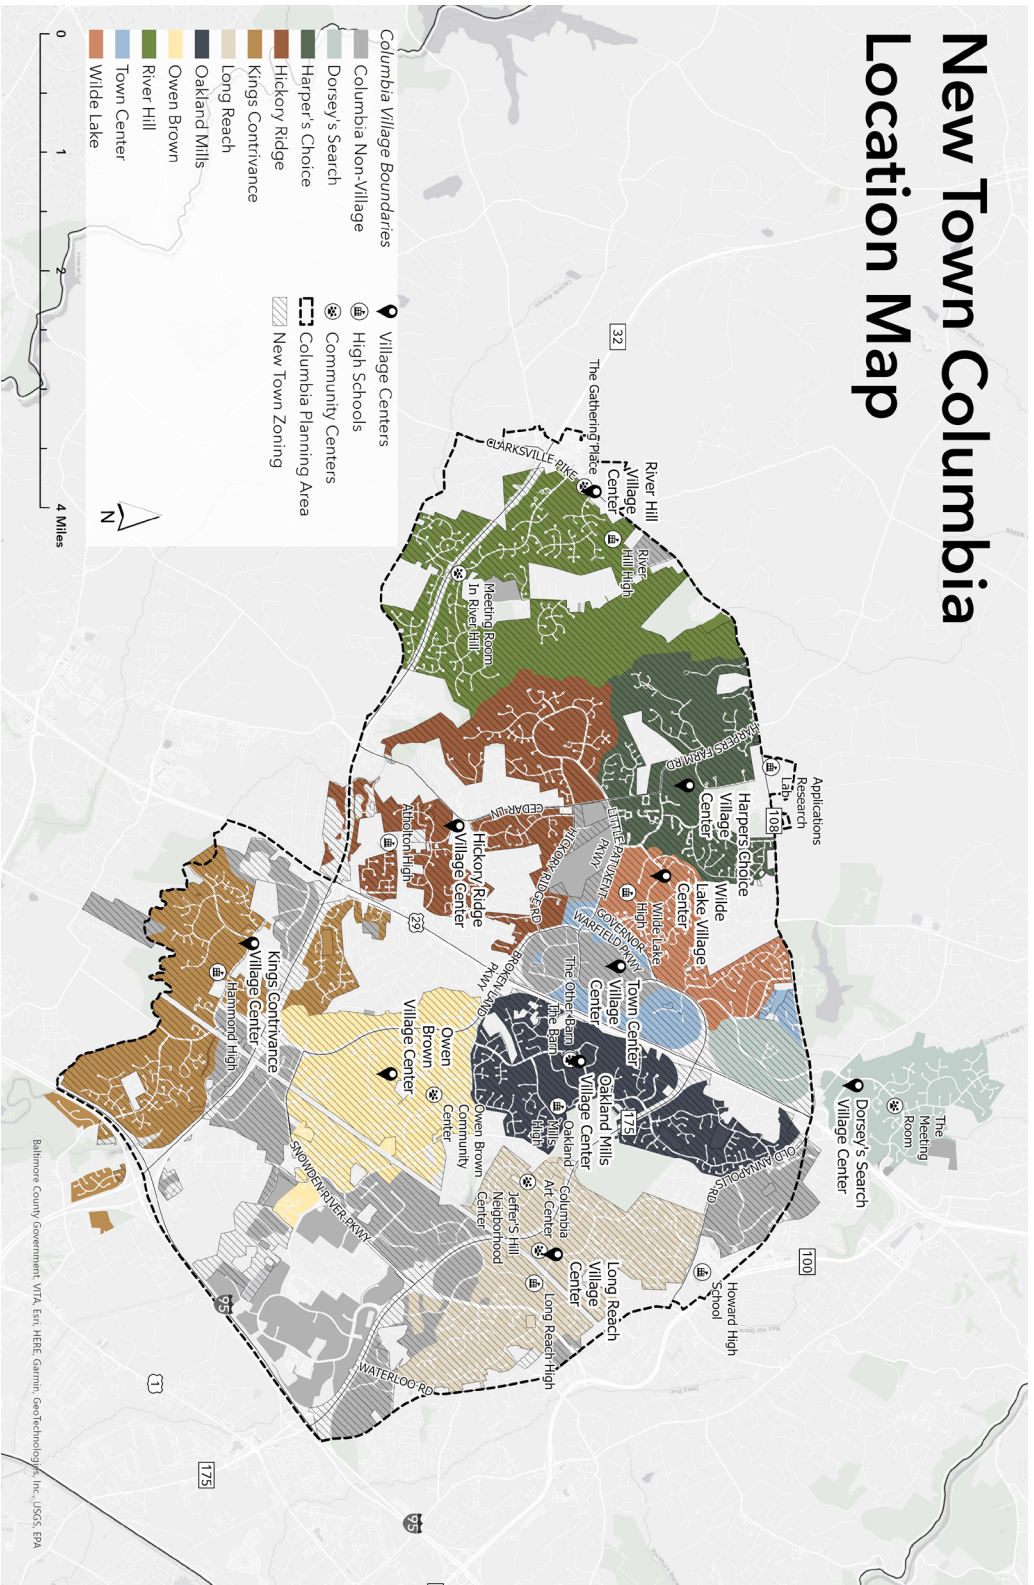 New Town Columbia
Location Map
Columbia Village Boundaries
Columbia Non-Village
Dorsey's Search
Harper's Choice
Hickory Ridge
Kings Contrivance
Long Reach
Oakland Mills
Owen Brown
River Hill
Town Center
Wilde Lake
Village Centers
High Schools
Community Centers
Columbia Planning Area
New Town Zoning
0
1
2
4 Miles
N
32
The Gathering Place
CLARKSVILLE PIKE
River Hill
Village
Center
River
Hill High
Meeting Room
In River Hill
HARPERS FARM RD
Applications
Research
Lab
108
Harpers Choice
Village
Center
CEDAR LN
LITTLE PATUXENT
PKWY
HICKORY RIDGE RD
Hickory Ridge
Village Center
Atholton High
29
Wilde
Lake Village
Center
Wilde Lake
High
GOVERNOR
WARFIELD PKWY
Town Center
Village
Center
BROKEN LAND
PKWY
The Other Barn
The Barn
Oakland Mills
Village Center
175
Oakland
Mills
High
Dorsey's Search
Village Center
The
Meeting
Room
OLD ANNAPOLIS
RD
100
Owen
Brown
Village Center
Owen Brown
Community
Center
Kings Contrivance
Village Center
Hammond High
SNOWDEN RIVER PKWY
Columbia
Art Center
Jeffer'S Hill
Neigborhood
Center
Long Reach
Village
Center
Long Reach High
Howard High
School
WATERLOO RD
95
1
175
95
Baltimore County Government, VITA, Esri, HERE, Garmin, GeoTechnologies, Inc., USGS, EPA